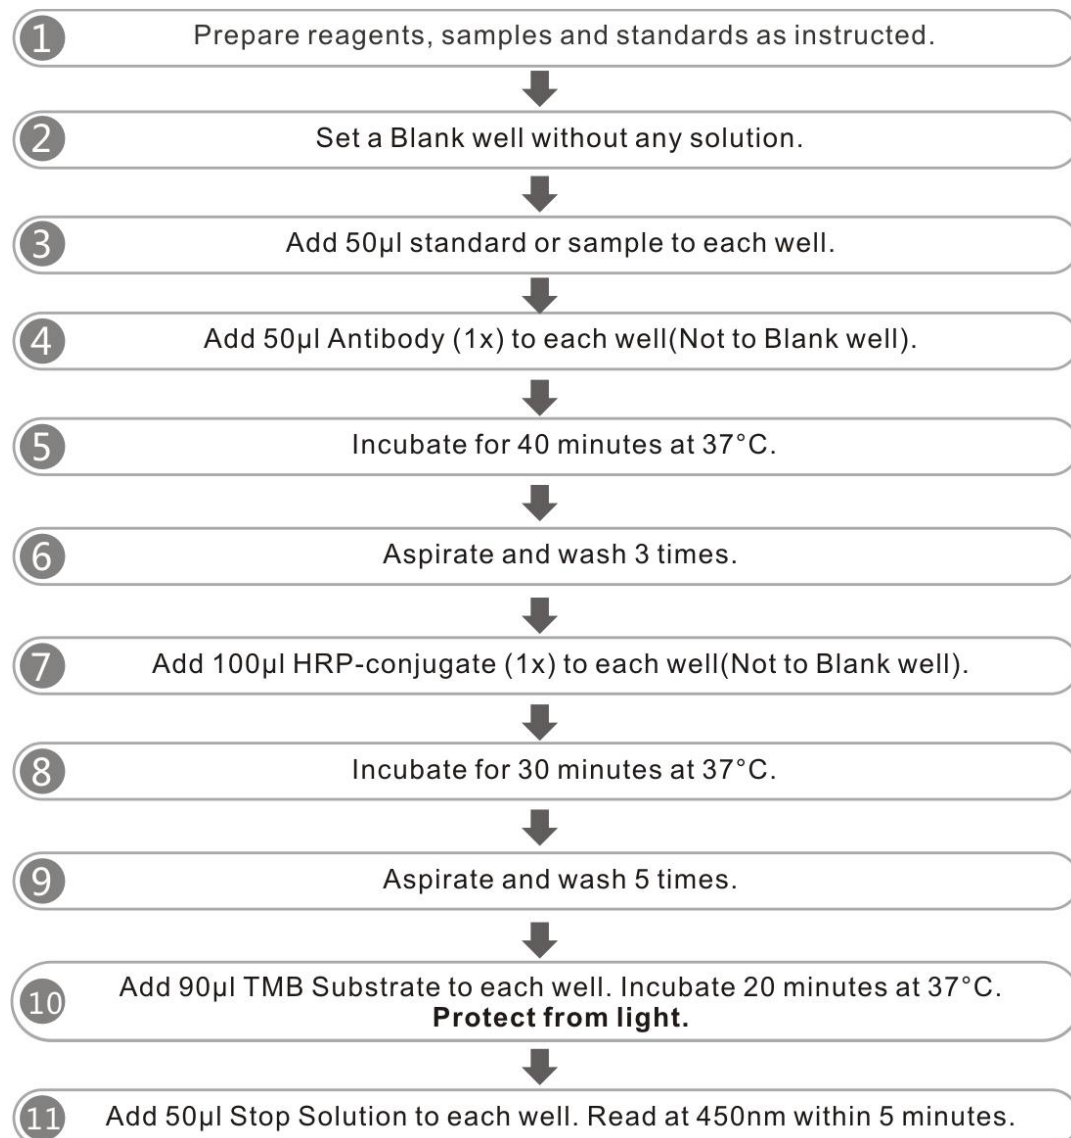 1 Prepare reagents, samples and standards as instructed.
2 Set a Blank well without any solution.
3 Add 50μl standard or sample to each well.
4 Add 50μl Antibody (1x) to each well(Not to Blank well).
5 Incubate for 40 minutes at 37°C.
6 Aspirate and wash 3 times.
7 Add 100μl HRP-conjugate (1x) to each well(Not to Blank well).
8 Incubate for 30 minutes at 37°C.
9 Aspirate and wash 5 times.
10 Add 90μl TMB Substrate to each well. Incubate 20 minutes at 37°C.
Protect from light.
11 Add 50μl Stop Solution to each well. Read at 450nm within 5 minutes.